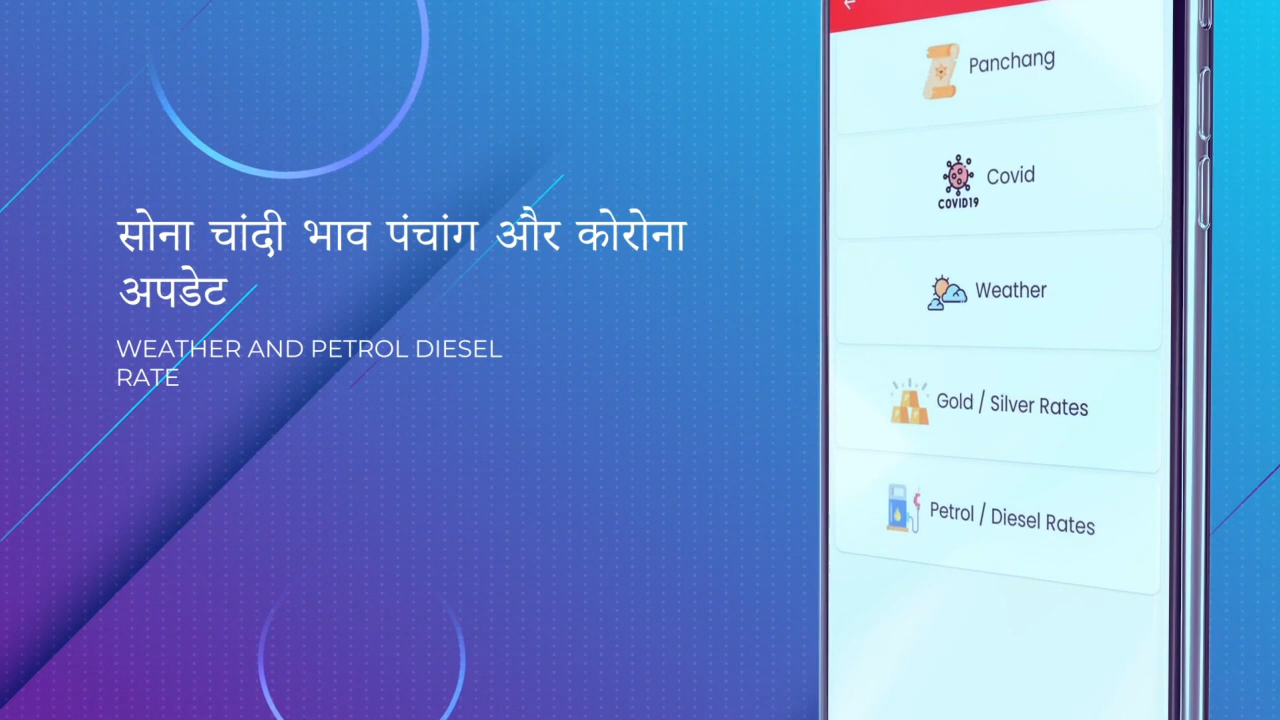 सोना चांदी भाव पंचांग और कोरोना
अपडेट
WEATHER AND PETROL DIESEL
RATE
Panchang
COVID19
Covid
Weather
Gold / Silver Rates
Petrol / Diesel Rates